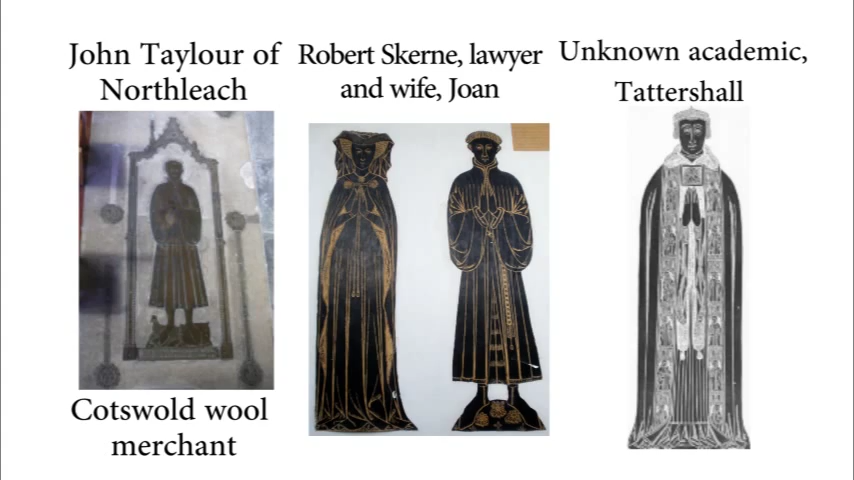 John Taylour of
Northleach
Robert Skerne, lawyer
and wife, Joan
Unknown academic,
Tattershall
Cotswold wool
merchant